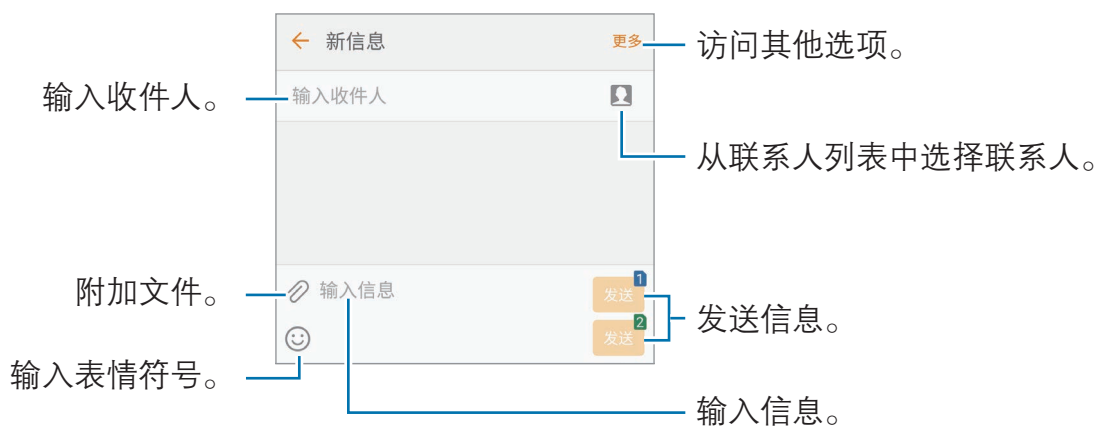 新信息
更多
访问其他选项。
输入收件人。
输入收件人
从联系人列表中选择联系人。
附加文件。
输入信息
发送
1
发送信息。
发送
2
输入表情符号。
输入信息。